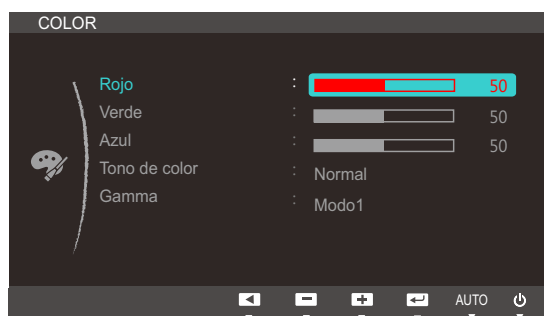 COLOR
Rojo : 50
Verde : 50
Azul : 50
Tono de color : Normal
Gamma : Modo1
AUTO